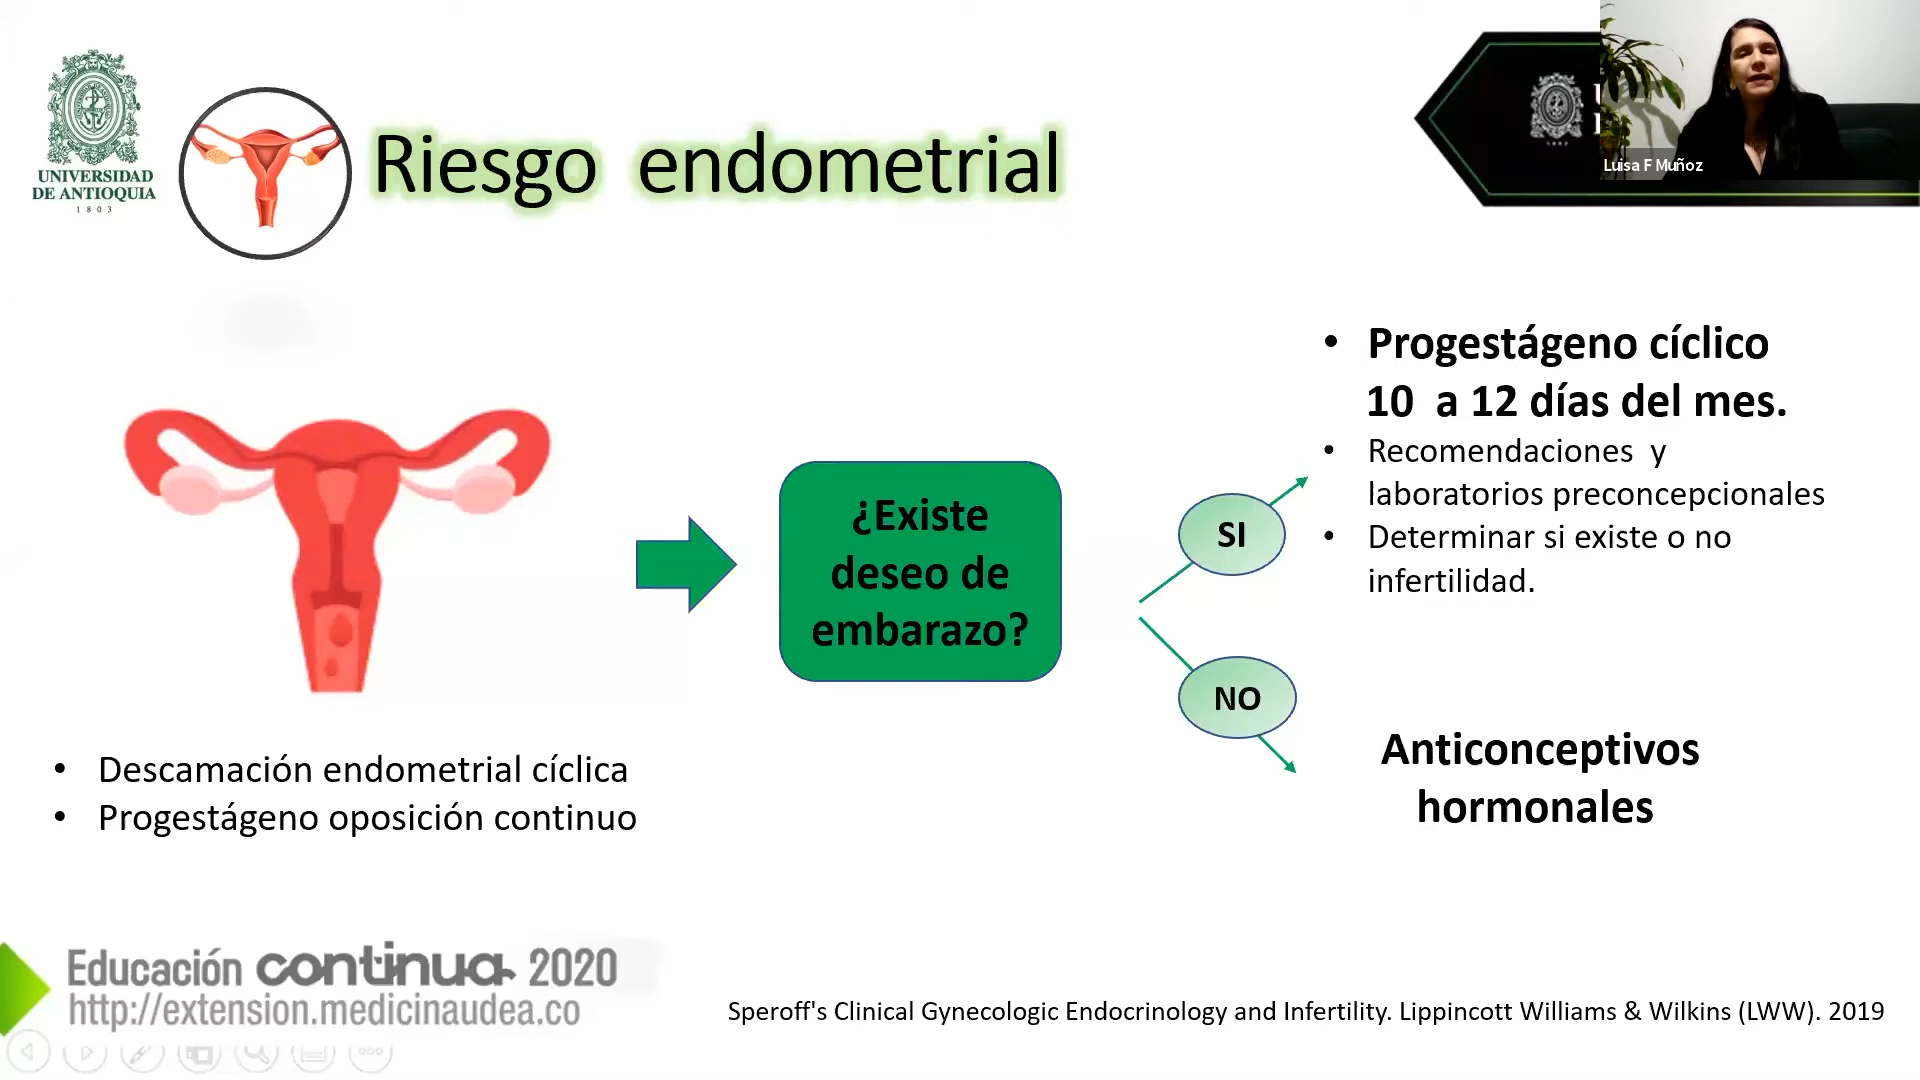 UNIVERSIDAD
DE ANTIOQUIA
1803
Riesgo endometrial
Luisa F Muñoz
• Progestágeno cíclico
10 a 12 días del mes.
• Recomendaciones y
laboratorios preconcepcionales
• Determinar si existe o no
infertilidad.
¿Existe
deseo de
embarazo?
SI
NO
Anticonceptivos
hormonales
• Descamación endometrial cíclica
• Progestágeno oposición continuo
Educación continua 2020
http://extension.medicinaudea.co
Speroff's Clinical Gynecologic Endocrinology and Infertility. Lippincott Williams & Wilkins (LWW). 2019